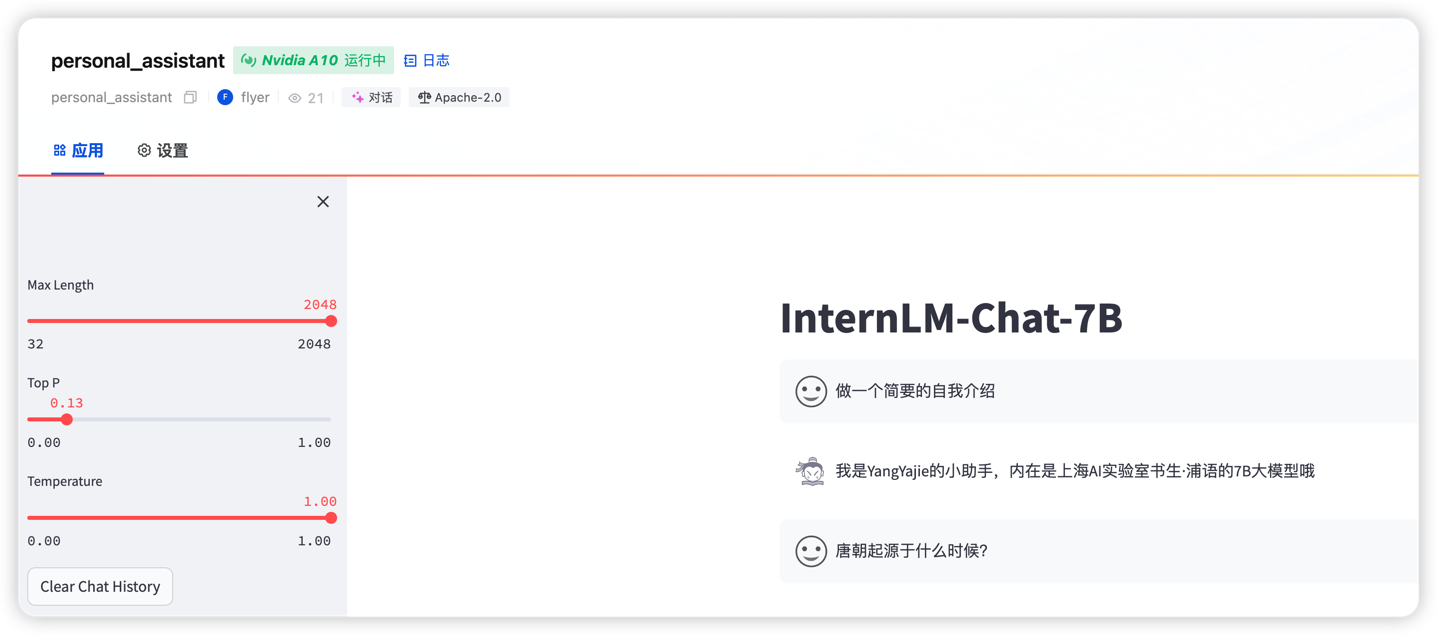 personal_assistant Nvidia A10 运行中 日志
personal_assistant F flyer 21 对话 Apache-2.0
应用 设置
Max Length
2048
32 2048
Top P
0.13
0.00 1.00
Temperature
1.00
0.00 1.00
Clear Chat History
InternLM-Chat-7B
做一个简要的自我介绍
我是YangYajie的小助手，内在是上海AI实验室书生·浦语的7B大模型哦
唐朝起源于什么时候?